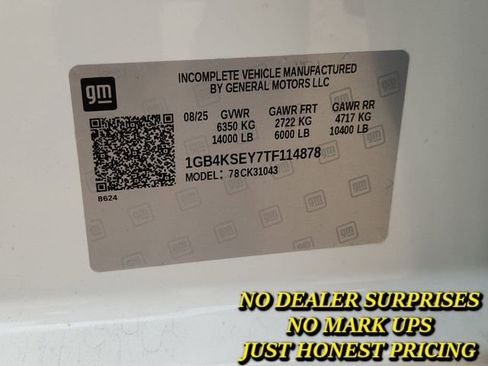 gm
INCOMPLETE VEHICLE MANUFACTURED
BY GENERAL MOTORS LLC
08/25 GVWR GAWR FRT GAWR RR
6350 KG 2722 KG 4717 KG
14000 LB 6000 LB 10400 LB
1GB4KSEY7TF114878
MODEL: 78CK31043
8624
NO DEALER SURPRISES
NO MARK UPS
JUST HONEST PRICING